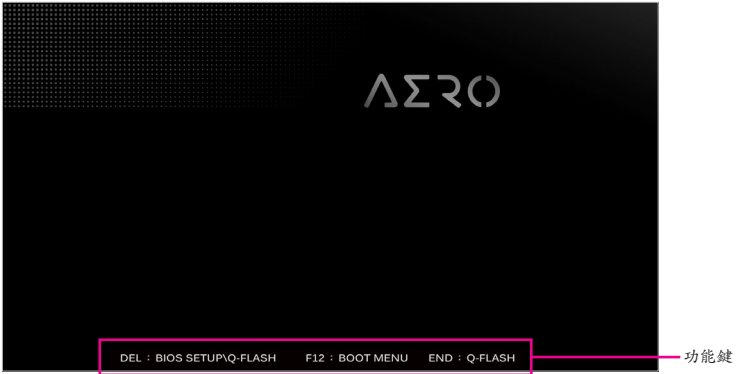 AERO
DEL : BIOS SETUP\Q-FLASH F12 : BOOT MENU END : Q-FLASH
功能鍵